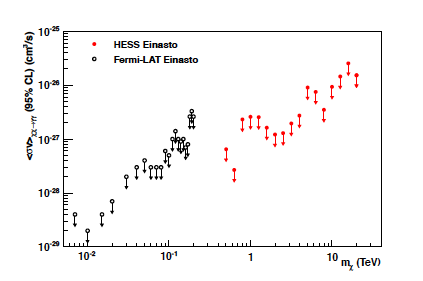 10^-25
10^-26
10^-27
10^-28
10^-29
<σv>χχ→γγ (95% CL) (cm³/s)
HESS Einasto
Fermi-LAT Einasto
10^-2 10^-1 1 10
mχ (TeV)